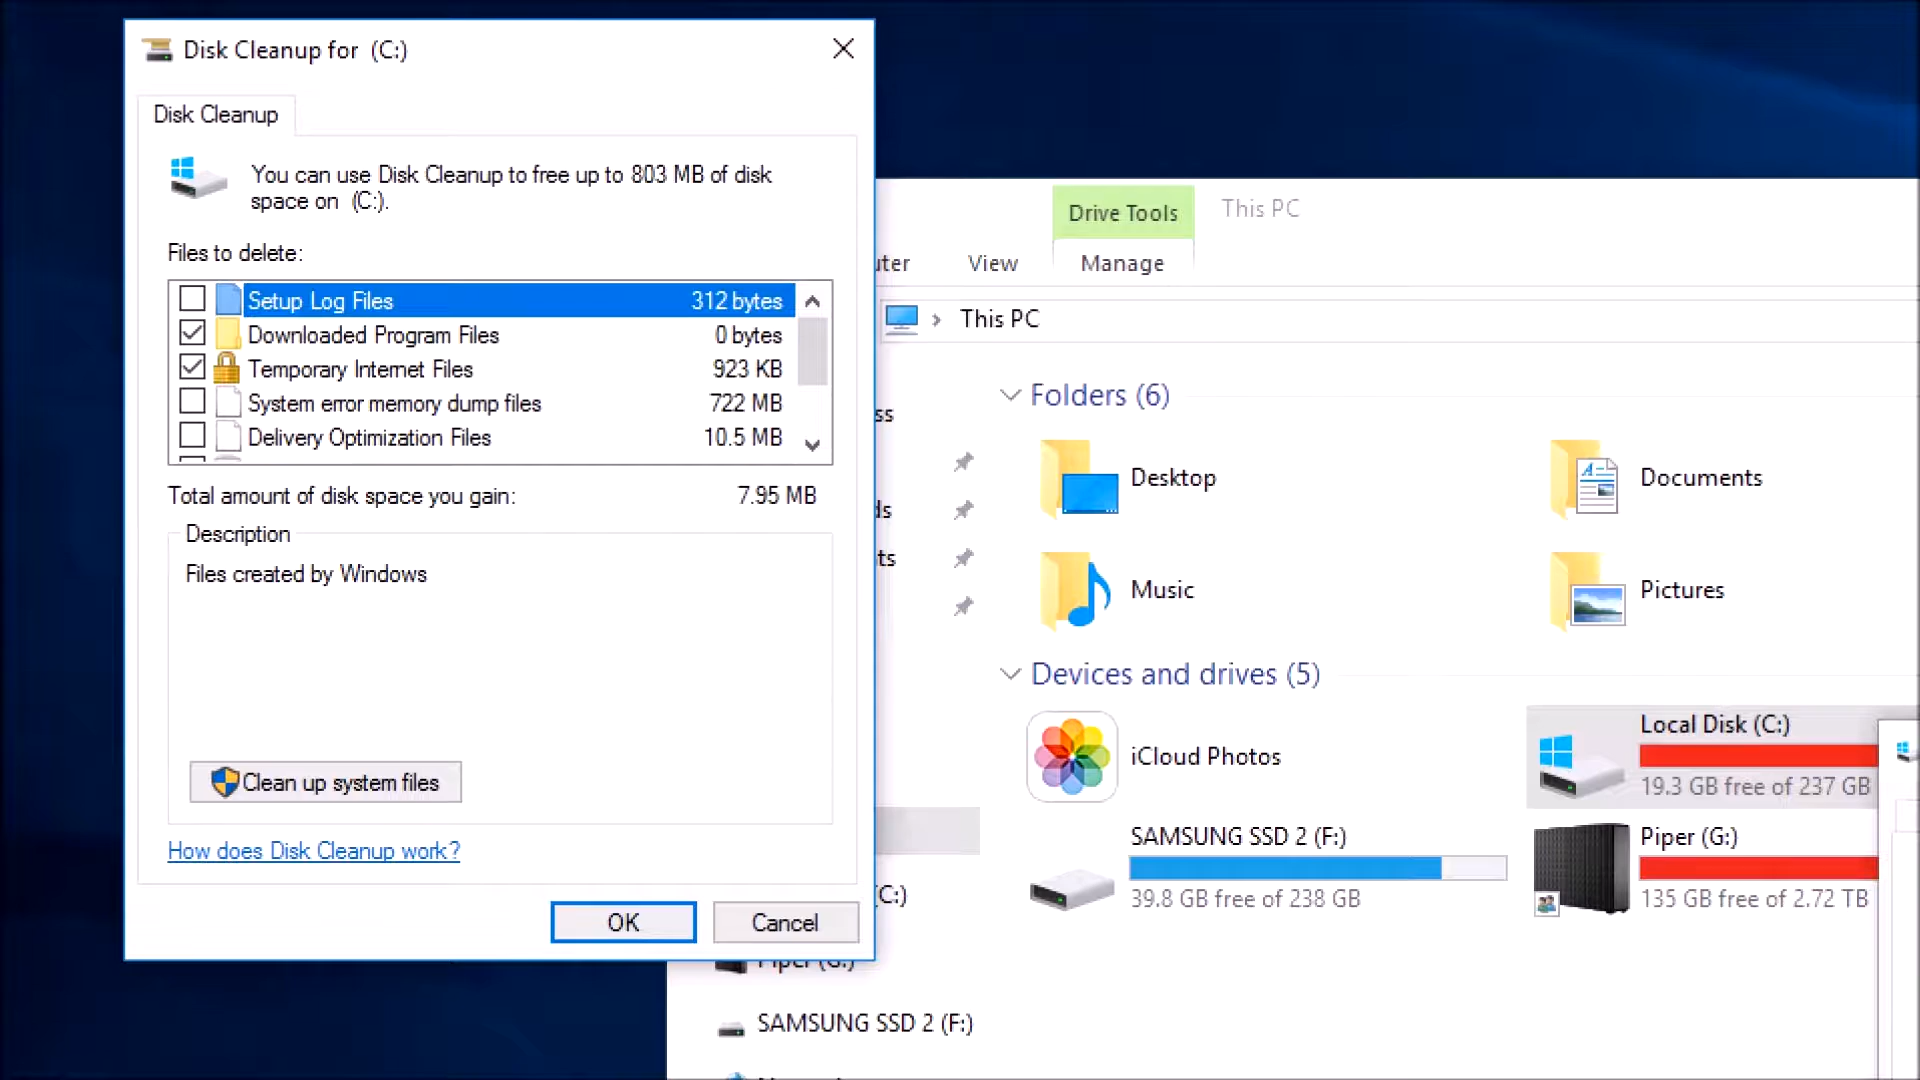 Disk Cleanup for  (C:)
Disk Cleanup
You can use Disk Cleanup to free up to 803 MB of disk
space on  (C:).
Files to delete:
Setup Log Files 312 bytes
Downloaded Program Files 0 bytes
Temporary Internet Files 923 KB
System error memory dump files 722 MB
Delivery Optimization Files 10.5 MB
Total amount of disk space you gain: 7.95 MB
Description
Files created by Windows
Clean up system files
How does Disk Cleanup work?
OK Cancel
Drive Tools This PC
uter View Manage
This PC
ss
ds
ts
(C:)
Piper (G:)
SAMSUNG SSD 2 (F:)
Folders (6)
Desktop Documents
Music Pictures
Devices and drives (5)
iCloud Photos
Local Disk (C:)
19.3 GB free of 237 GB
SAMSUNG SSD 2 (F:)
39.8 GB free of 238 GB
Piper (G:)
135 GB free of 2.72 TB